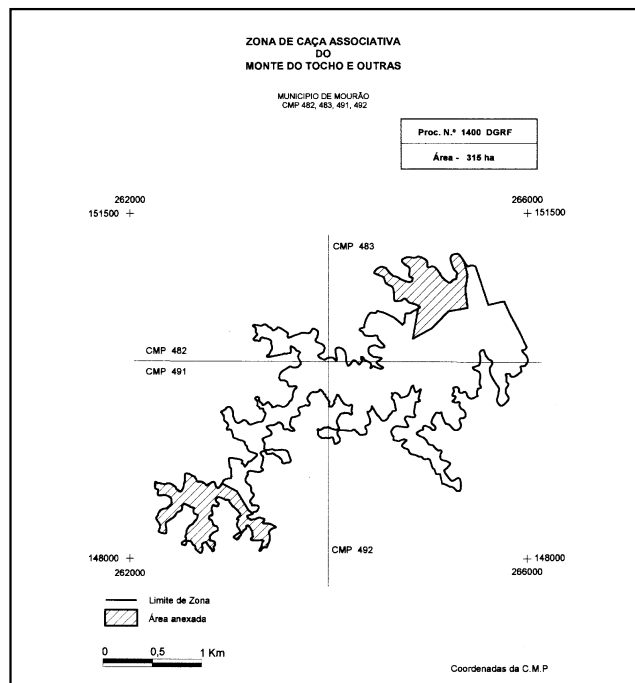 ZONA DE CAÇA ASSOCIATIVA
DO
MONTE DO TOCHO E OUTRAS
MUNICIPIO DE MOURÃO
CMP 482, 483, 491, 492
Proc. N.º 1400 DGRF
Área - 315 ha
262000
151500
266000
151500
CMP 483
CMP 482
CMP 491
CMP 492
148000
262000
148000
266000
Limite de Zona
Área anexada
0 0,5 1 Km
Coordenadas da C.M.P